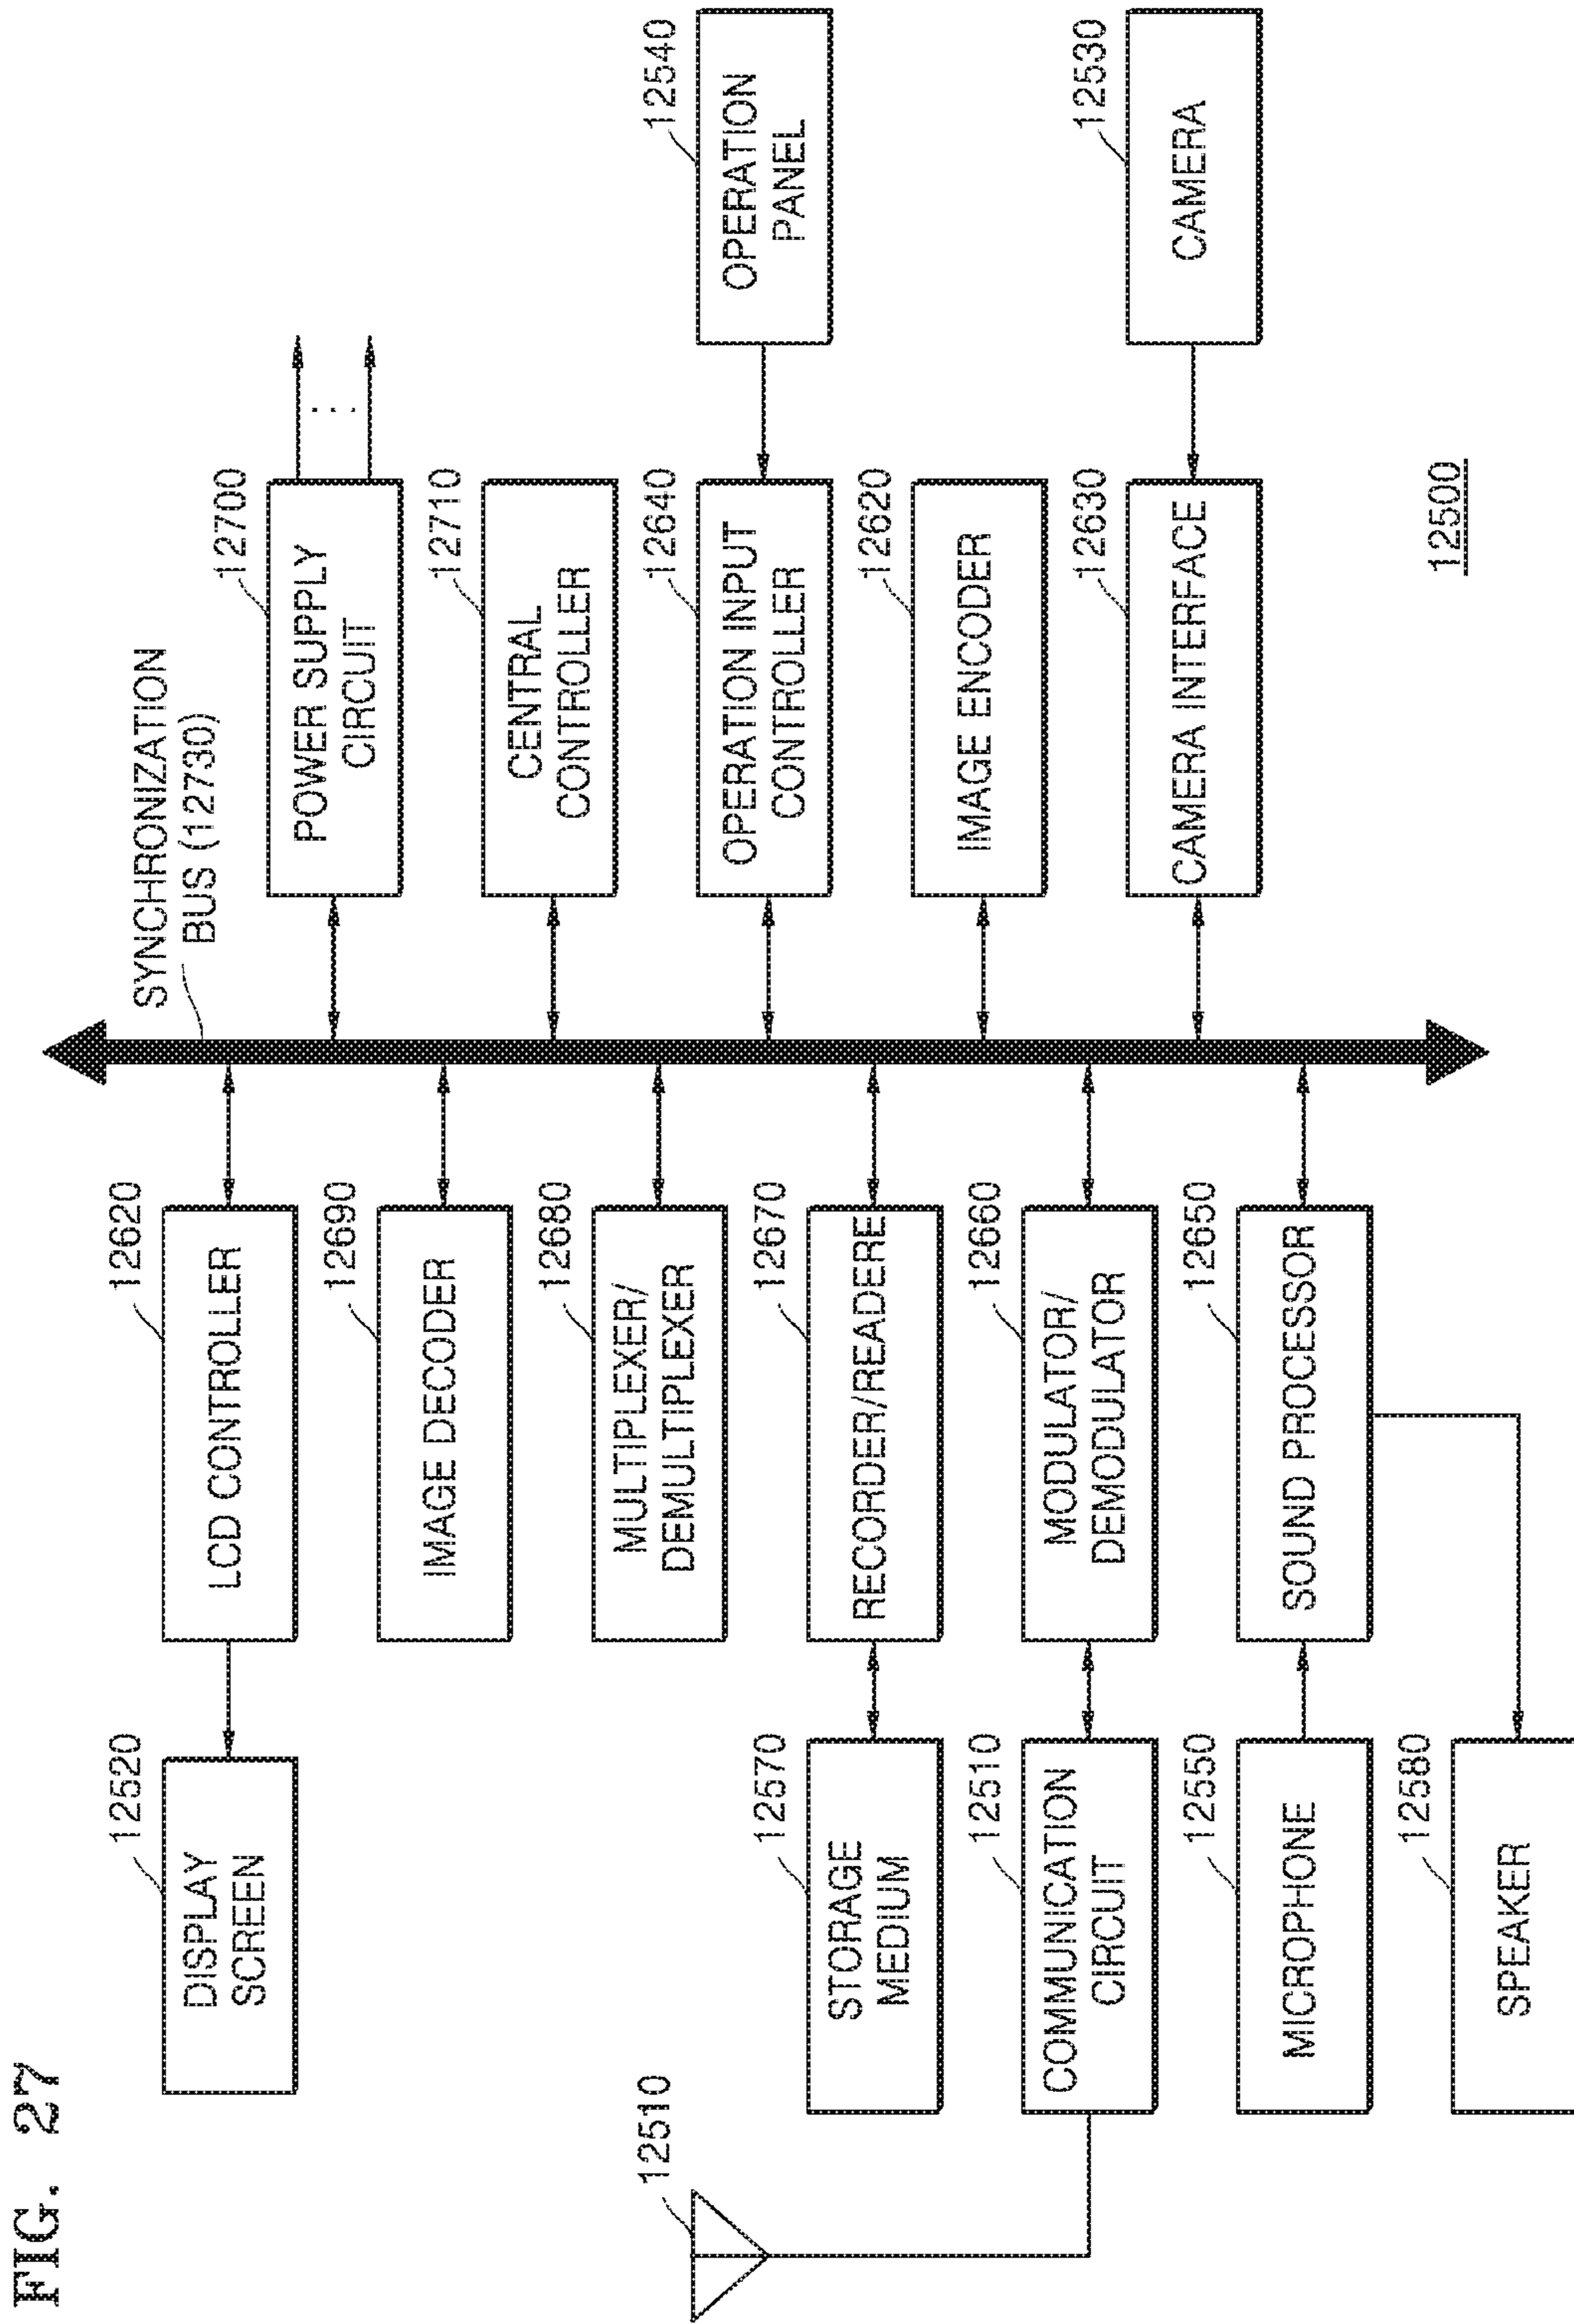 FIG. 27
SYNCHRONIZATION
BUS (12730)
12520
DISPLAY
SCREEN
12620
LCD CONTROLLER
12700
POWER SUPPLY
CIRCUIT
12690
IMAGE DECODER
12710
CENTRAL
CONTROLLER
12680
MULTIPLEXER/
DEMULTIPLEXER
12640
OPERATION INPUT
CONTROLLER
12540
OPERATION
PANEL
12510
12570
STORAGE
MEDIUM
12670
RECORDER/READERE
12620
IMAGE ENCODER
12510
COMMUNICATION
CIRCUIT
12660
MODULATOR/
DEMODULATOR
12630
CAMERA INTERFACE
12530
CAMERA
12550
MICROPHONE
12650
SOUND PROCESSOR
12580
SPEAKER
12500